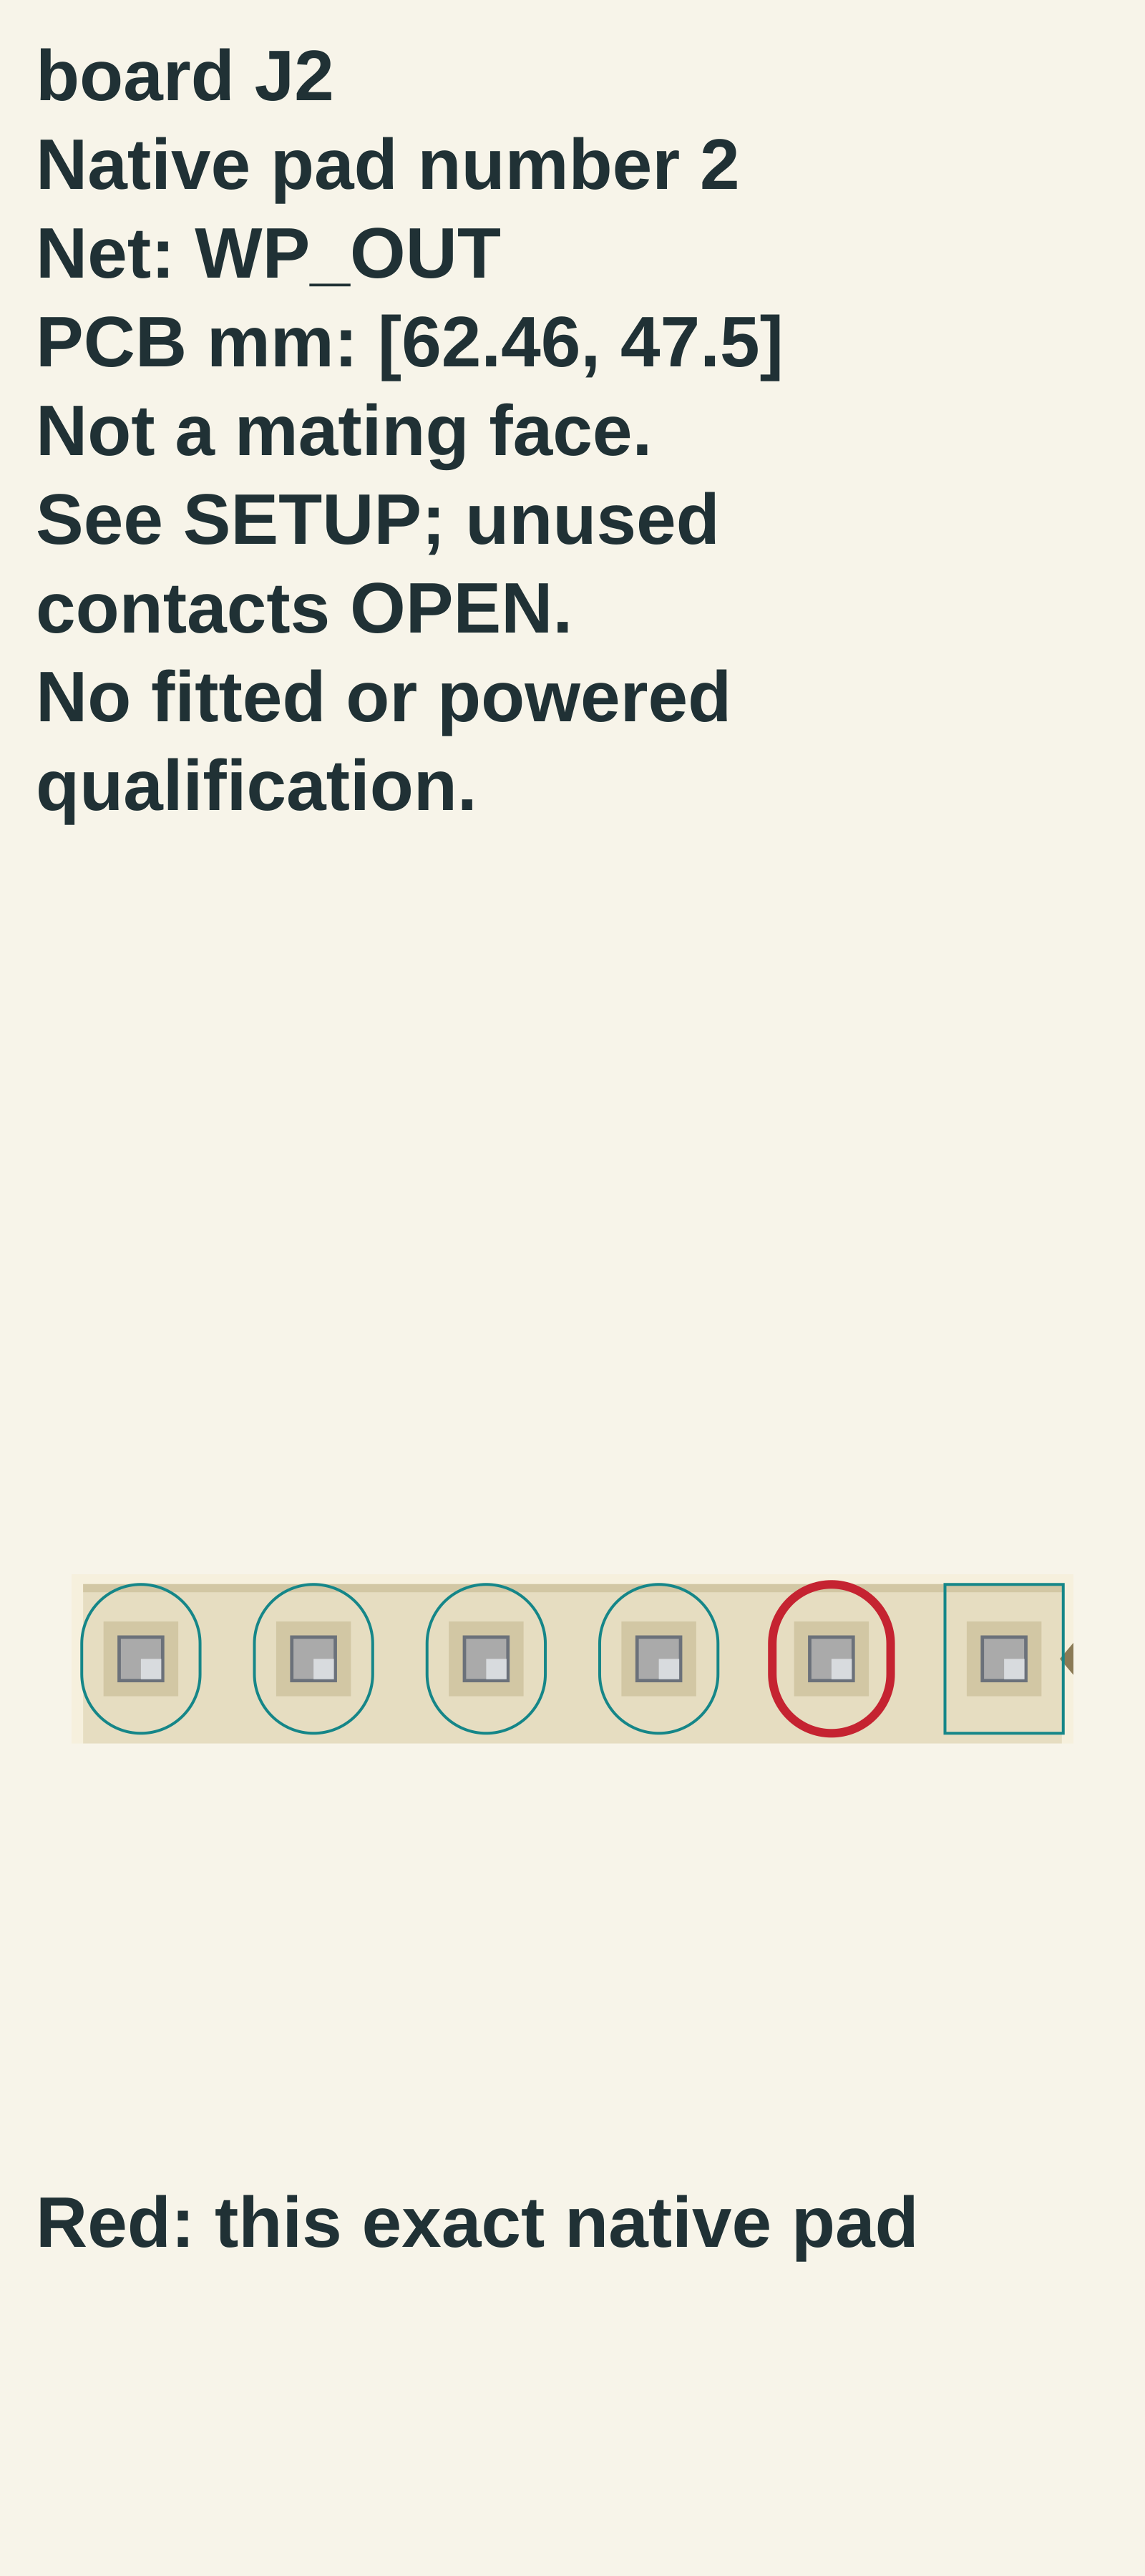 board J2
Native pad number 2
Net: WP_OUT
PCB mm: [62.46, 47.5]
Not a mating face.
See SETUP; unused
contacts OPEN.
No fitted or powered
qualification.
Red: this exact native pad